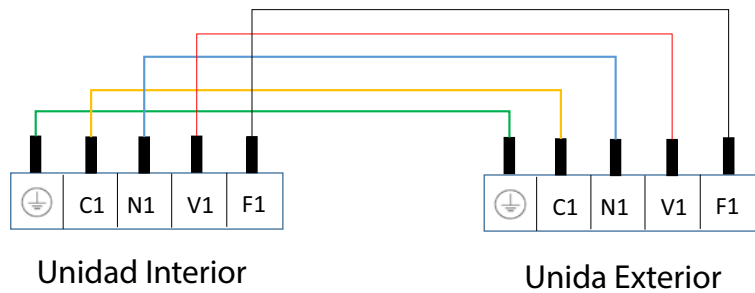 C1 N1 V1 F1
C1 N1 V1 F1
Unidad Interior
Unida Exterior